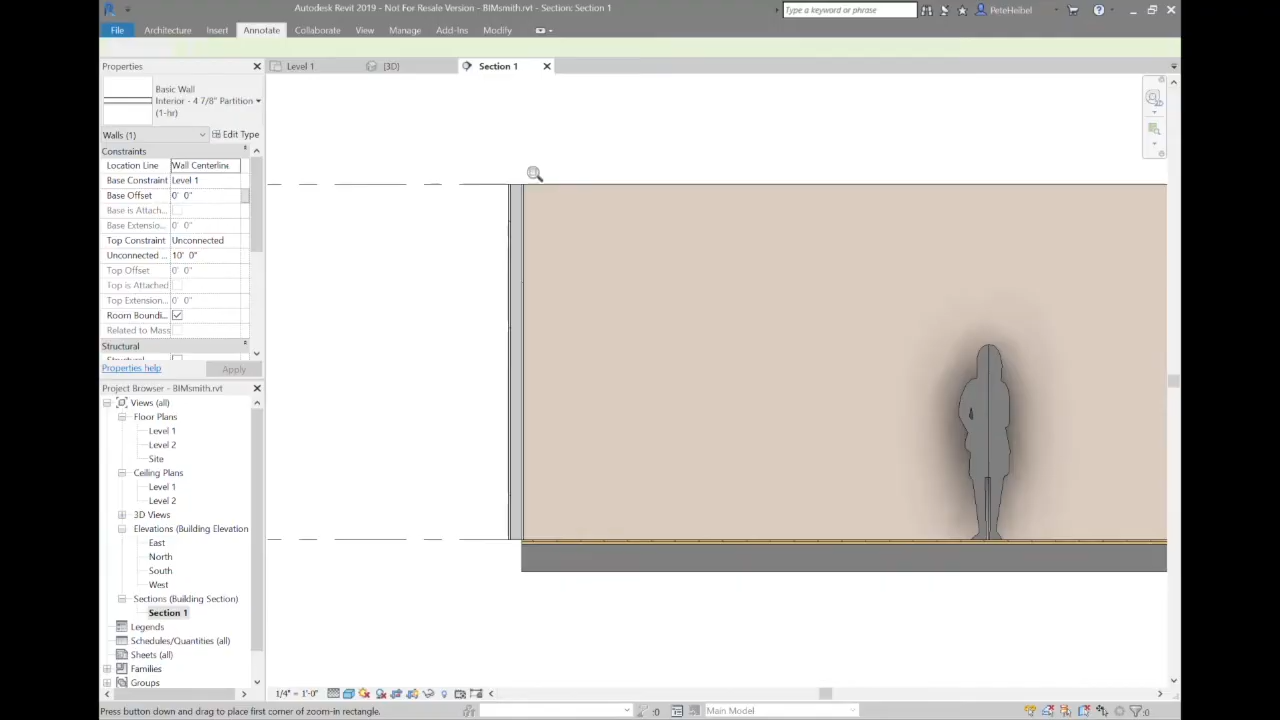 Autodesk Revit 2019 - Not For Resale Version - BIMsmith.rvt - Section: Section 1
Type a keyword or phrase
PeteHeibel
File Architecture Insert Annotate Collaborate View Manage Add-Ins Modify
Properties
Level 1
{3D}
Section 1
Basic Wall
Interior - 4 7/8" Partition
(1-hr)
Walls (1)
Edit Type
Constraints
Location Line Wall Centerline
Base Constraint Level 1
Base Offset 0' 0"
Base is Attach...
Base Extensio... 0' 0"
Top Constraint Unconnected
Unconnected ... 10' 0"
Top Offset 0' 0"
Top is Attached
Top Extension... 0' 0"
Room Boundi...
Related to Mass
Structural
Properties help
Apply
Project Browser - BIMsmith.rvt
Views (all)
Floor Plans
Level 1
Level 2
Site
Ceiling Plans
Level 1
Level 2
3D Views
Elevations (Building Elevation
East
North
South
West
Sections (Building Section)
Section 1
Legends
Schedules/Quantities (all)
Sheets (all)
Families
Groups
1/4" = 1'-0"
Press button down and drag to place first corner of zoom-in rectangle.
:0
Main Model
:0